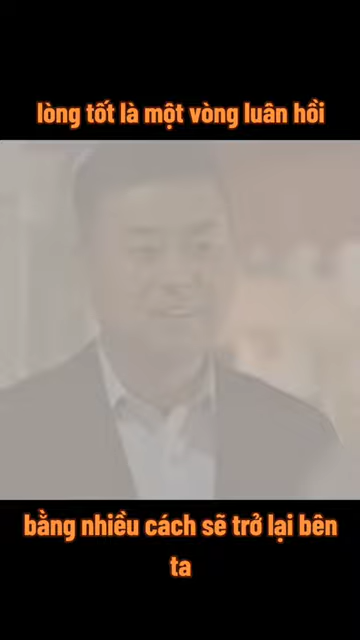 lòng tốt là một vòng luân hồi
bằng nhiều cách sẽ trở lại bên
ta